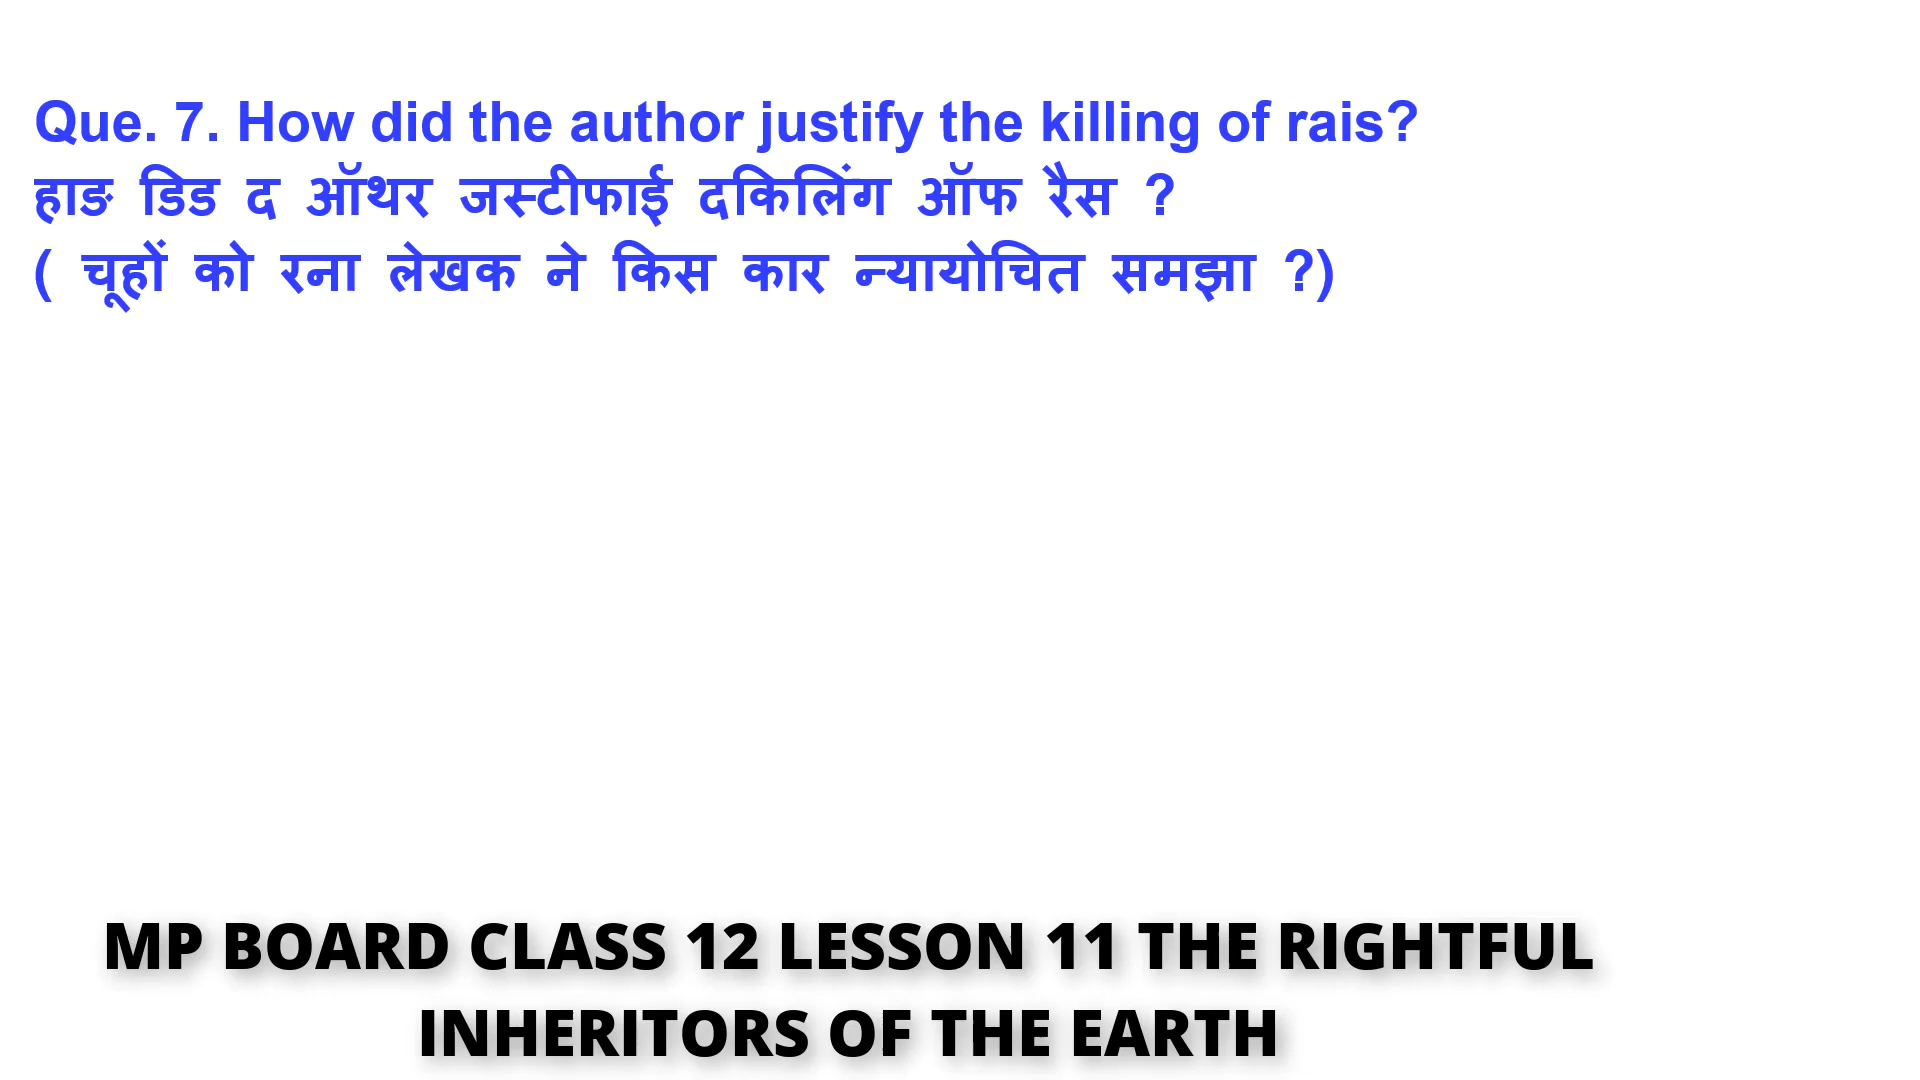 Que. 7. How did the author justify the killing of rais?
हाङ डिड द ऑथर जस्टीफाई दकिलिंग ऑफ रैस ?
( चूहों को रना लेखक ने किस कार न्यायोचित समझा ?)
MP BOARD CLASS 12 LESSON 11 THE RIGHTFUL
INHERITORS OF THE EARTH